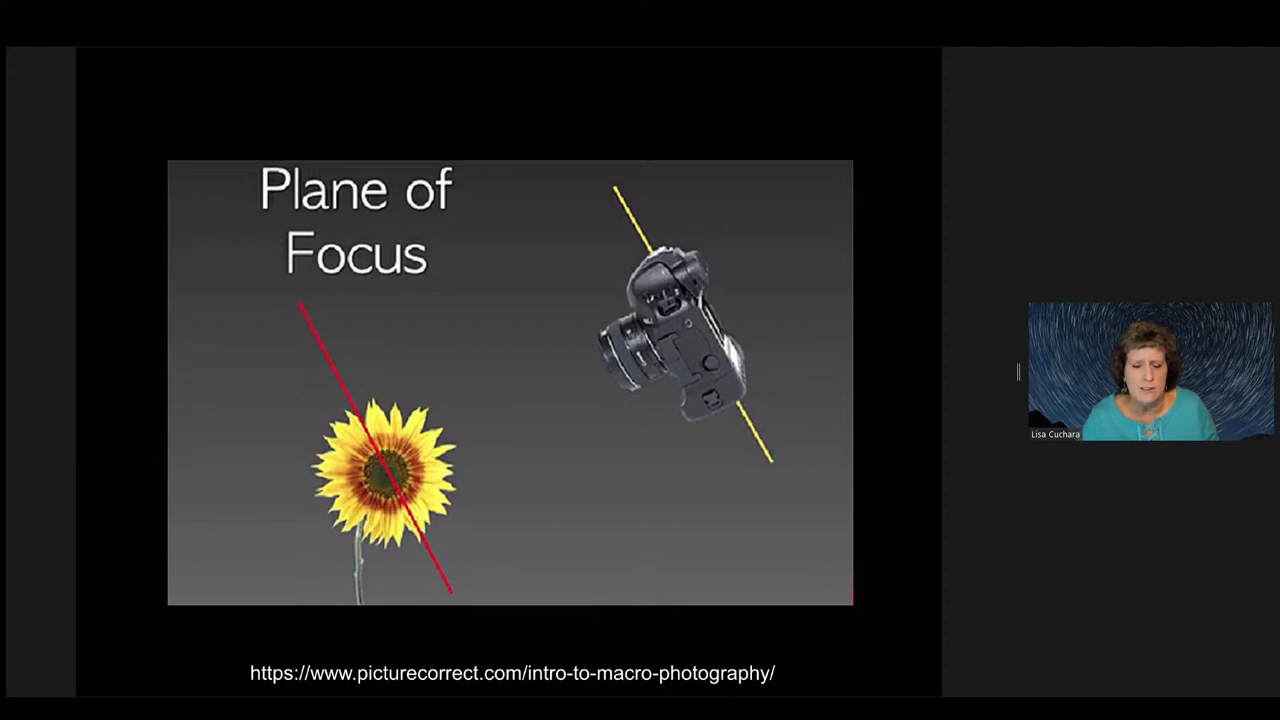 Plane of
Focus
Lisa Cuchara
https://www.picturecorrect.com/intro-to-macro-photography/